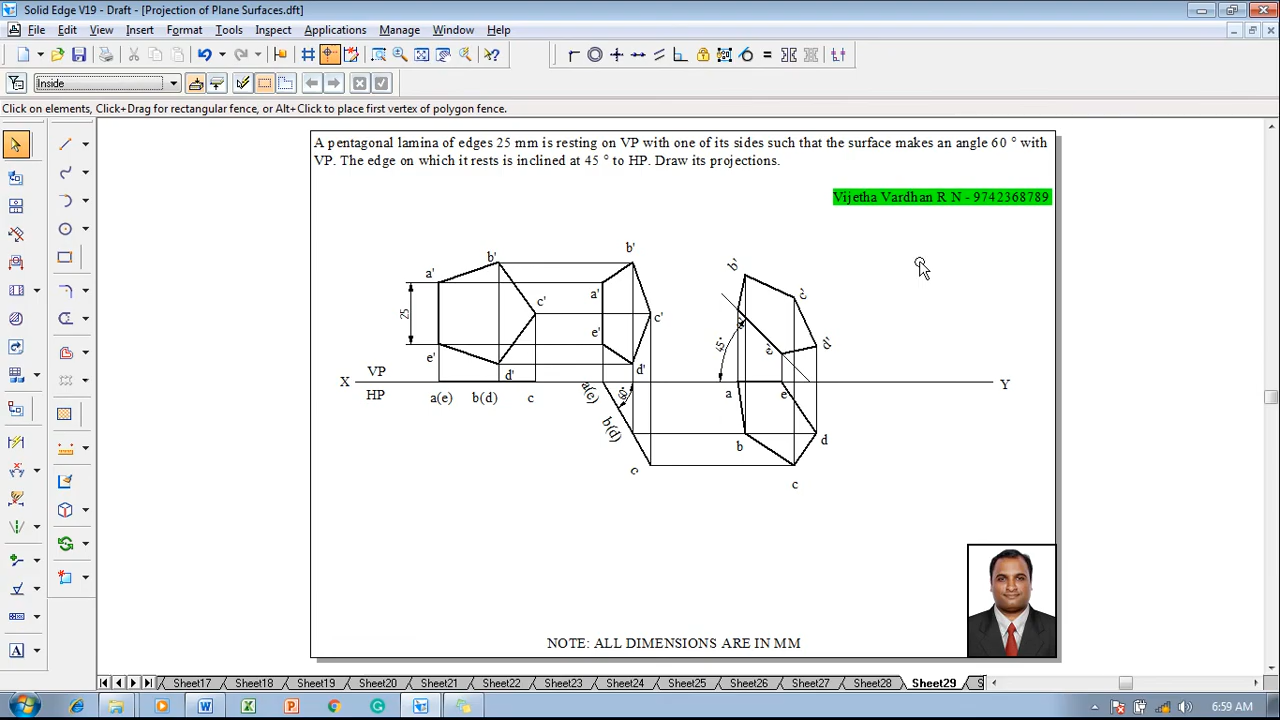 Solid Edge V19 - Draft - [Projection of Plane Surfaces.dft]
File Edit View Insert Format Tools Inspect Applications Manage Window Help
Inside
Click on elements, Click+Drag for rectangular fence, or Alt+Click to place first vertex of polygon fence.
A pentagonal lamina of edges 25 mm is resting on VP with one of its sides such that the surface makes an angle 60 ° with
VP. The edge on which it rests is inclined at 45 ° to HP. Draw its projections.
Vijetha Vardhan R N - 9742368789
b' b' b'
a' a' c'
c' c'
25
e' e' 45° e' d'
d' d'
X VP HP Y
a(e) b(d) c
a(e) 60° b(d) c
a e
b d
c
NOTE: ALL DIMENSIONS ARE IN MM
Sheet17 Sheet18 Sheet19 Sheet20 Sheet21 Sheet22 Sheet23 Sheet24 Sheet25 Sheet26 Sheet27 Sheet28 Sheet29 S
6:59 AM